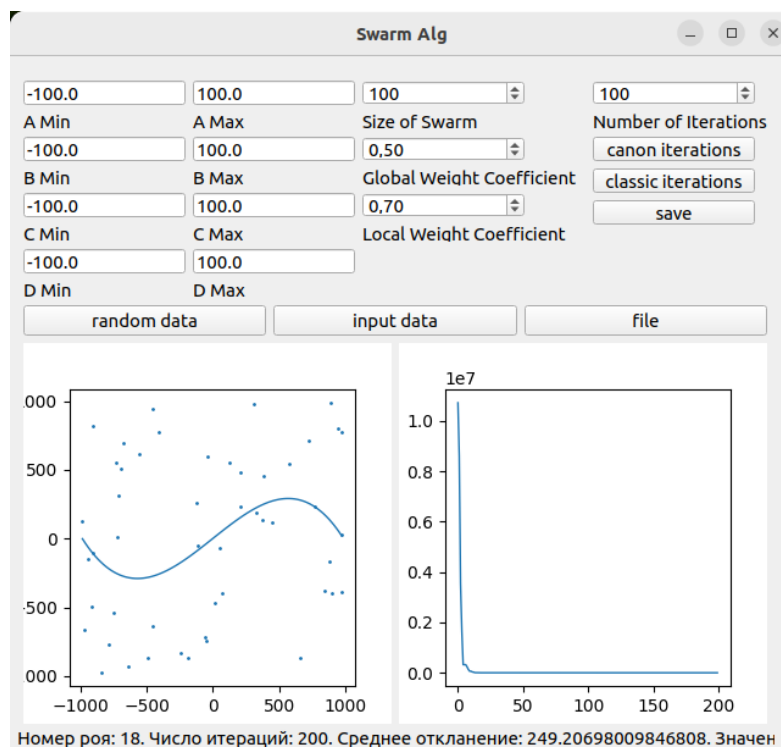 Swarm Alg
-100.0 100.0 100 100
A Min A Max Size of Swarm Number of Iterations
-100.0 100.0 0,50 canon iterations
B Min B Max Global Weight Coefficient classic iterations
-100.0 100.0 0,70 save
C Min C Max Local Weight Coefficient
-100.0 100.0
D Min D Max
random data input data file
1e7
000
500
0
-500
000
−1000 −500 0 500 1000
1.0
0.8
0.6
0.4
0.2
0.0
0 50 100 150 200
Номер роя: 18. Число итераций: 200. Среднее откланение: 249.20698009846808. Значен